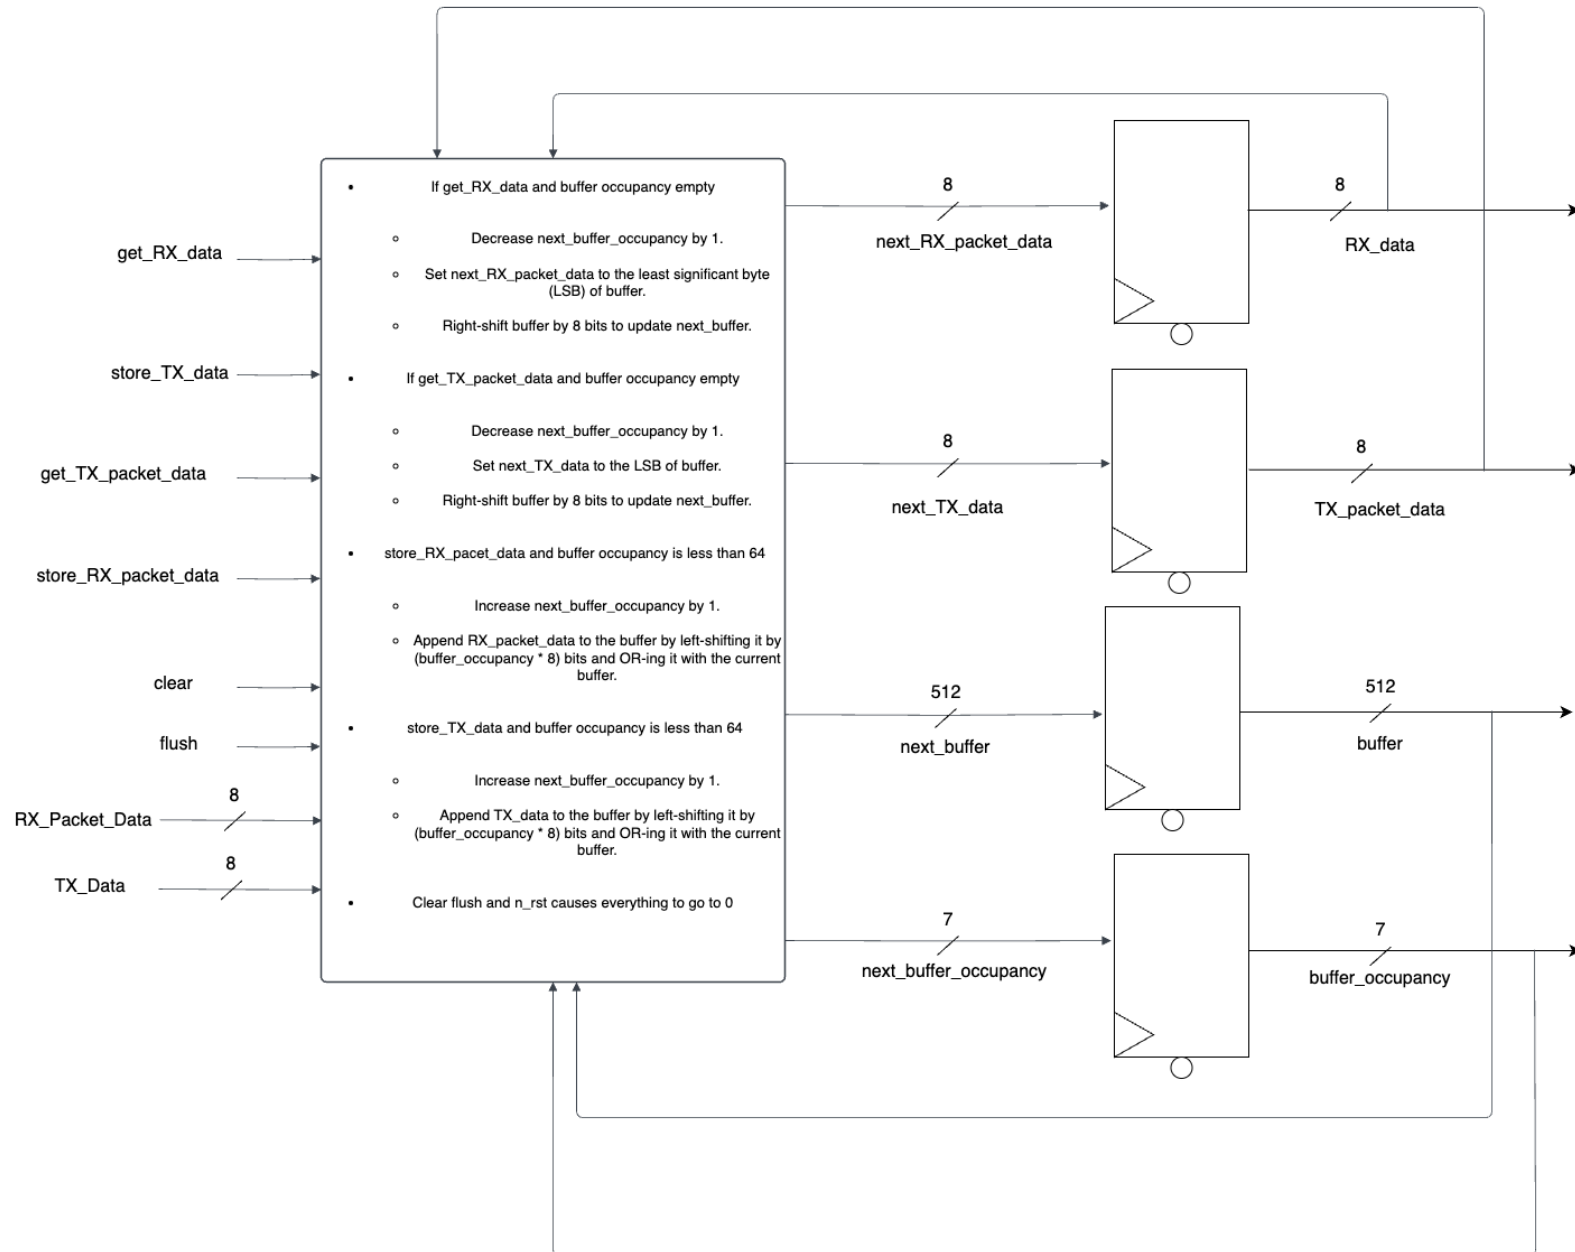 get_RX_data
store_TX_data
get_TX_packet_data
store_RX_packet_data
clear
flush
8
RX_Packet_Data
8
TX_Data
• If get_RX_data and buffer occupancy empty
○ Decrease next_buffer_occupancy by 1.
○ Set next_RX_packet_data to the least significant byte
(LSB) of buffer.
○ Right-shift buffer by 8 bits to update next_buffer.
• If get_TX_packet_data and buffer occupancy empty
○ Decrease next_buffer_occupancy by 1.
○ Set next_TX_data to the LSB of buffer.
○ Right-shift buffer by 8 bits to update next_buffer.
• store_RX_pacet_data and buffer occupancy is less than 64
○ Increase next_buffer_occupancy by 1.
○ Append RX_packet_data to the buffer by left-shifting it by
(buffer_occupancy * 8) bits and OR-ing it with the current
buffer.
• store_TX_data and buffer occupancy is less than 64
○ Increase next_buffer_occupancy by 1.
○ Append TX_data to the buffer by left-shifting it by
(buffer_occupancy * 8) bits and OR-ing it with the current
buffer.
• Clear flush and n_rst causes everything to go to 0
8
next_RX_packet_data
8
RX_data
8
next_TX_data
8
TX_packet_data
512
next_buffer
512
buffer
7
next_buffer_occupancy
7
buffer_occupancy